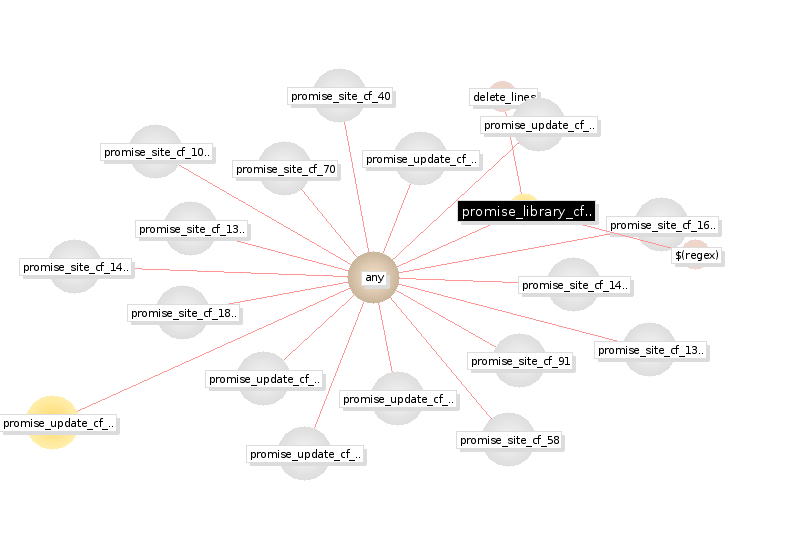 promise_site_cf_40
delete_lines
promise_update_cf_..
promise_site_cf_10..
promise_update_cf_..
promise_site_cf_70
promise_library_cf..
promise_site_cf_16..
promise_site_cf_13..
$(regex)
promise_site_cf_14..
any
promise_site_cf_14..
promise_site_cf_18..
promise_site_cf_13..
promise_site_cf_91
promise_update_cf_..
promise_update_cf_..
promise_update_cf_..
promise_site_cf_58
promise_update_cf_..